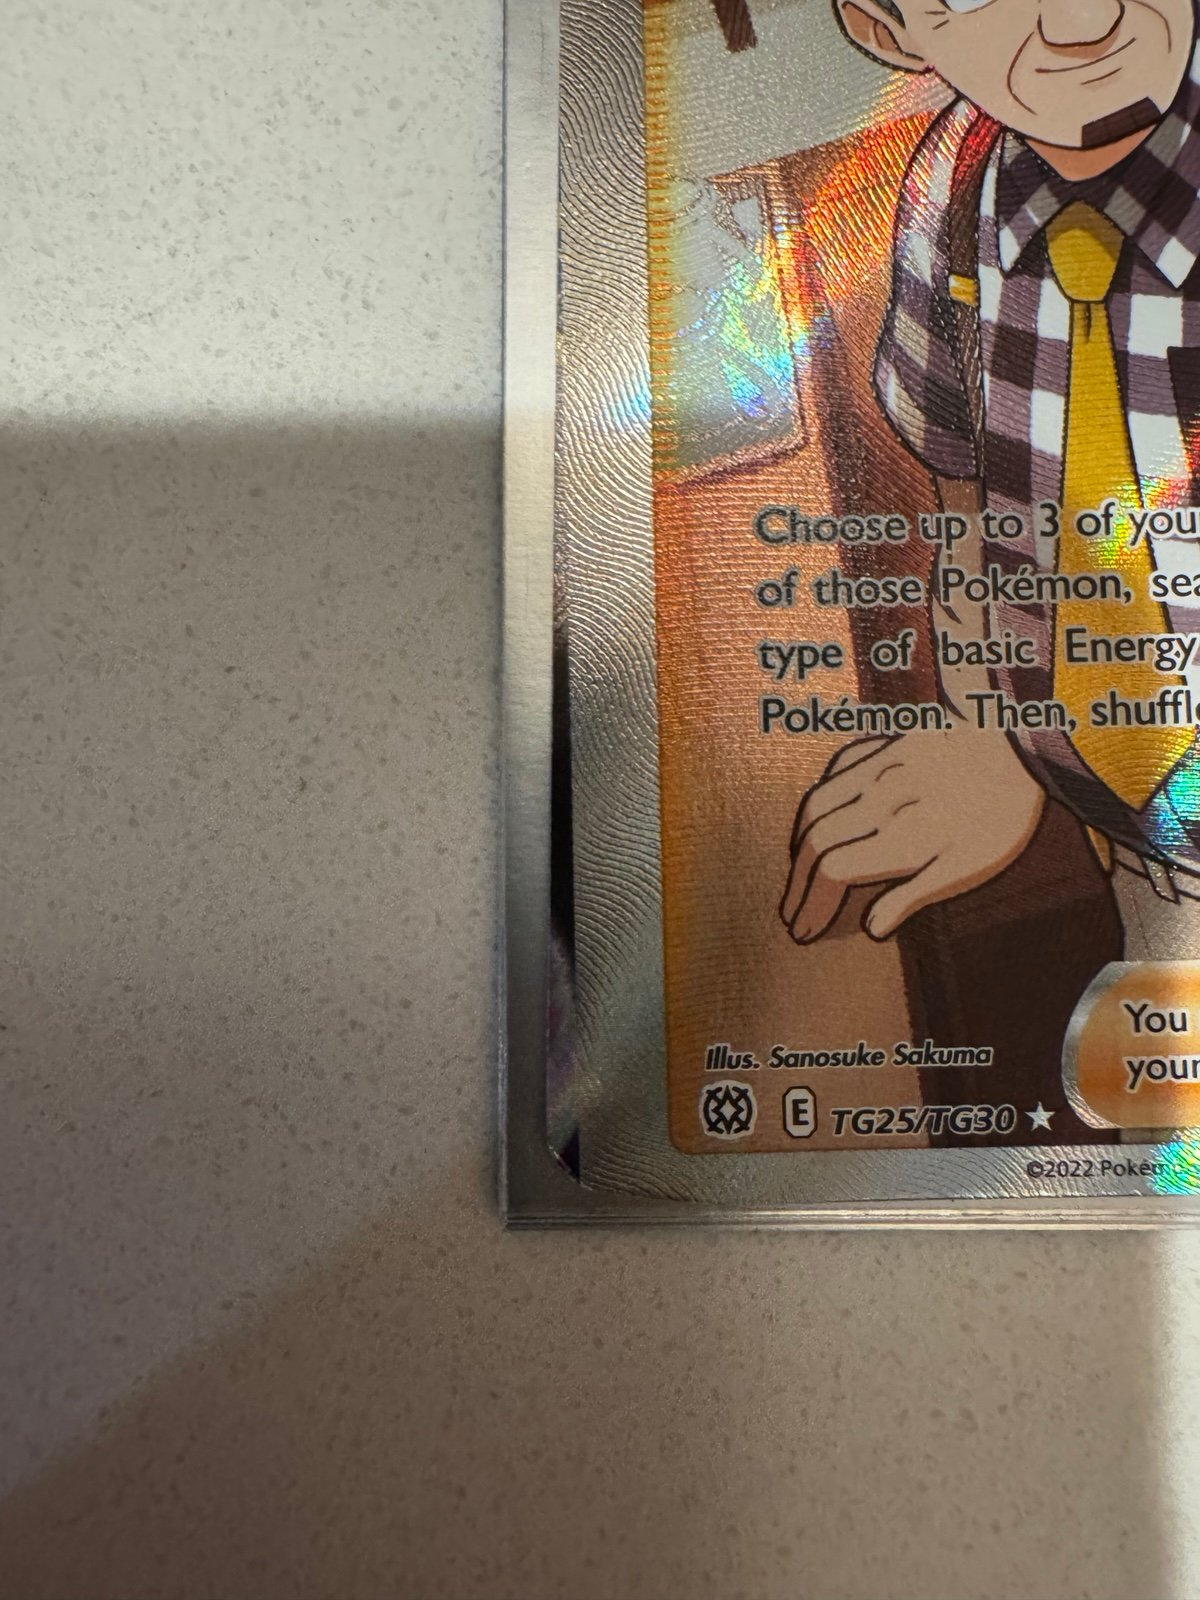 Choose up to 3 of you
of those Pokémon, sea
type of basic Energy
Pokémon. Then, shuffl
You
your
Illus. Sanosuke Sakuma
E TG25/TG30
©2022 Pokém